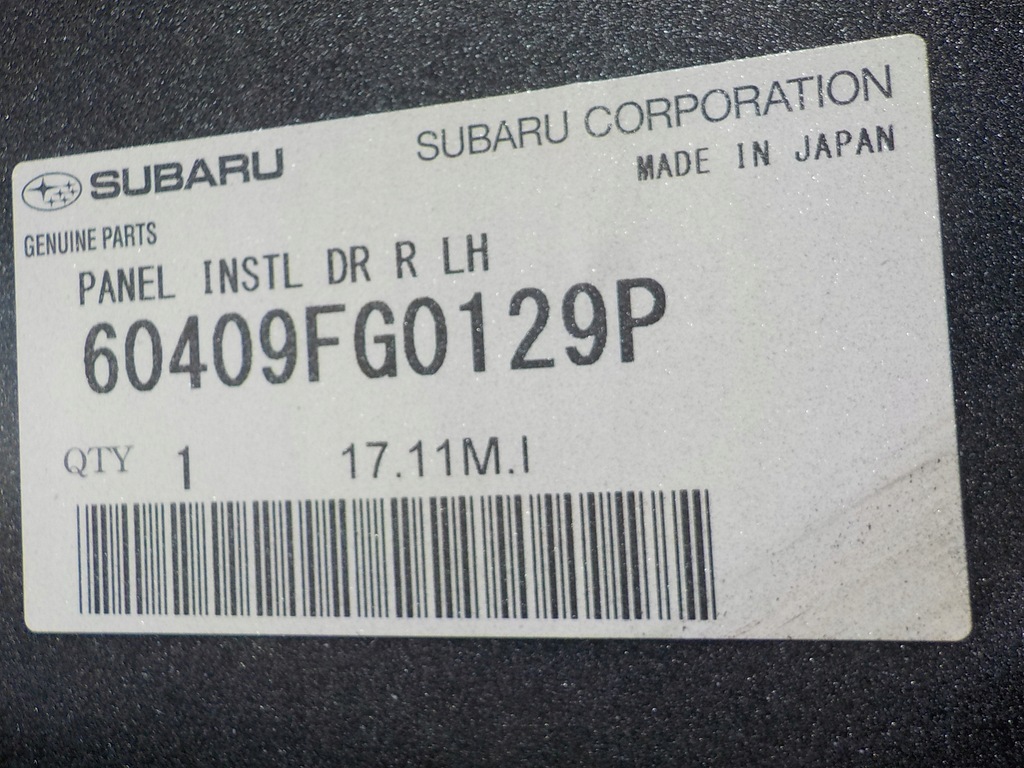 SUBARU
SUBARU CORPORATION
MADE IN JAPAN
GENUINE PARTS
PANEL INSTL DR R LH
60409FG0129P
QTY 1 17.11M.I